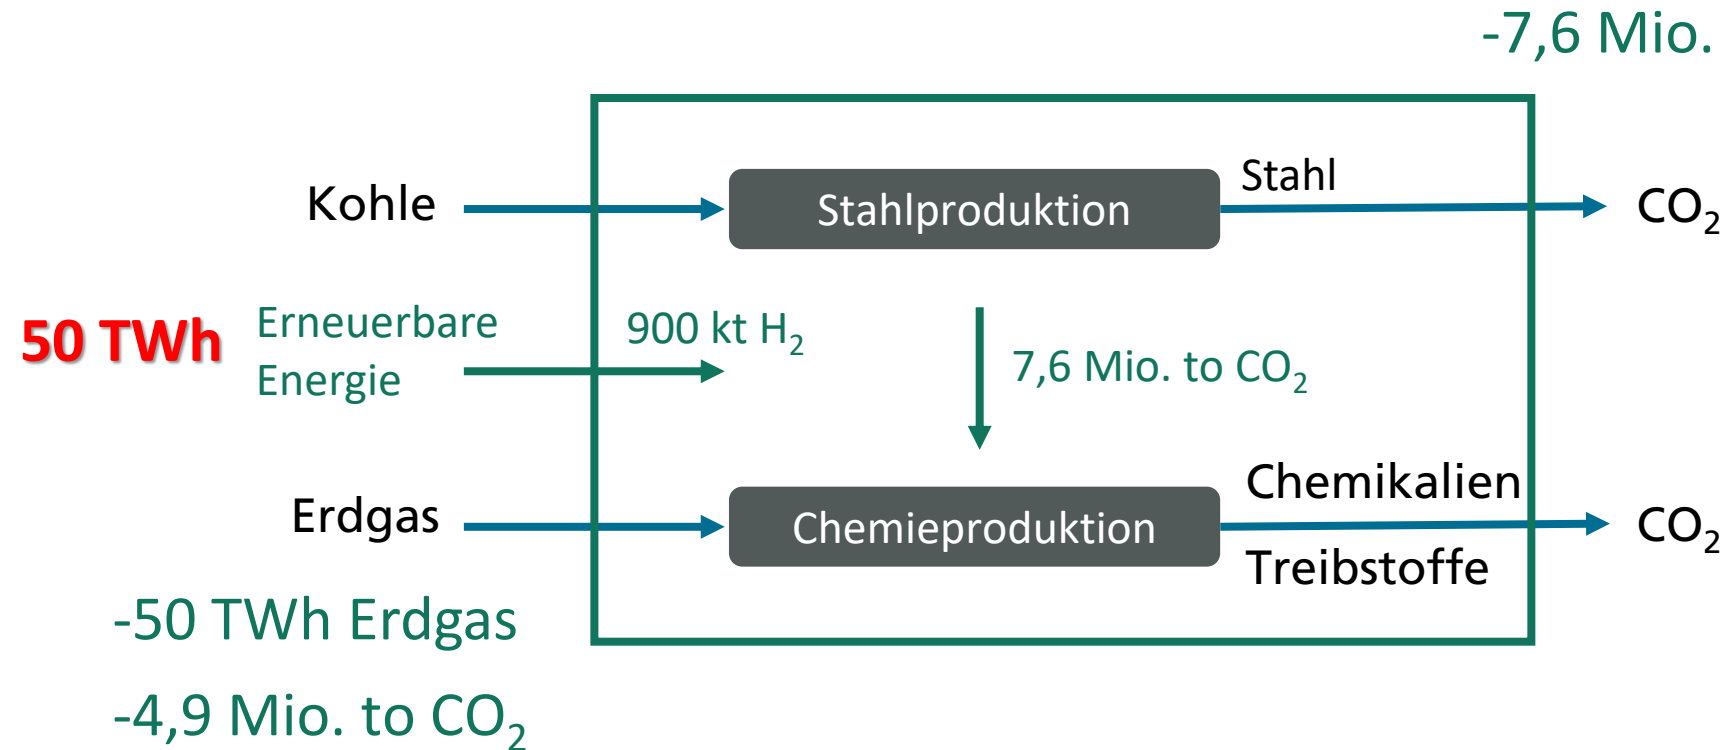 -7,6 Mio.
Kohle
Stahlproduktion
Stahl
CO₂
50 TWh
Erneuerbare
Energie
900 kt H₂
7,6 Mio. to CO₂
Erdgas
Chemieproduktion
Chemikalien
Treibstoffe
CO₂
-50 TWh Erdgas
-4,9 Mio. to CO₂